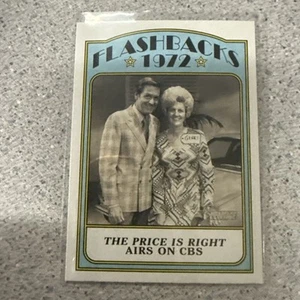 FLASHBACKS
1972
THE PRICE IS RIGHT
AIRS ON CBS